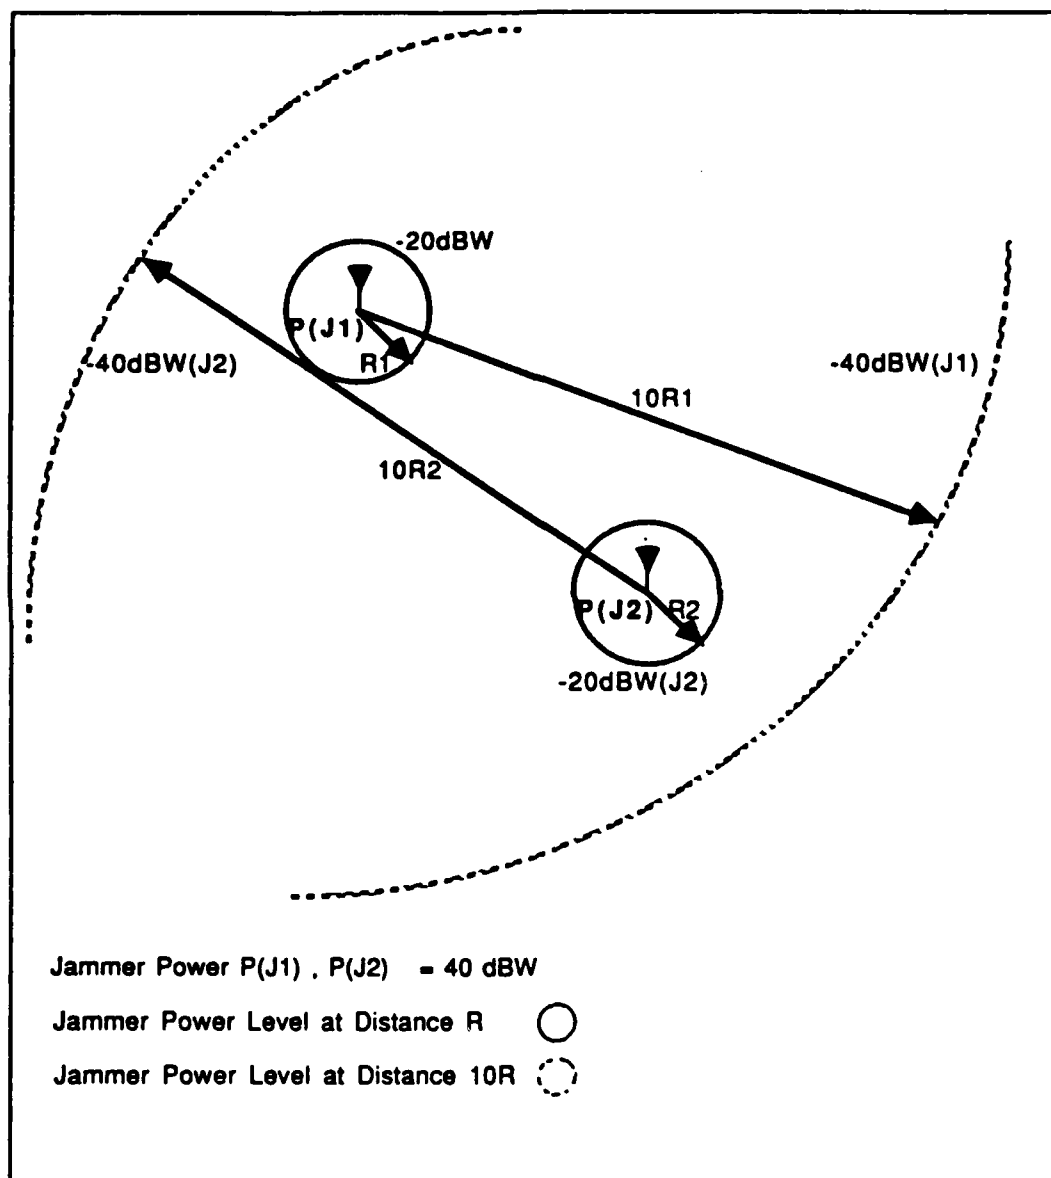 -20dBW
P(J1)
R1
-40dBW(J2)
-40dBW(J1)
10R1
10R2
P(J2) R2
-20dBW(J2)
Jammer Power P(J1) , P(J2) = 40 dBW
Jammer Power Level at Distance R
Jammer Power Level at Distance 10R